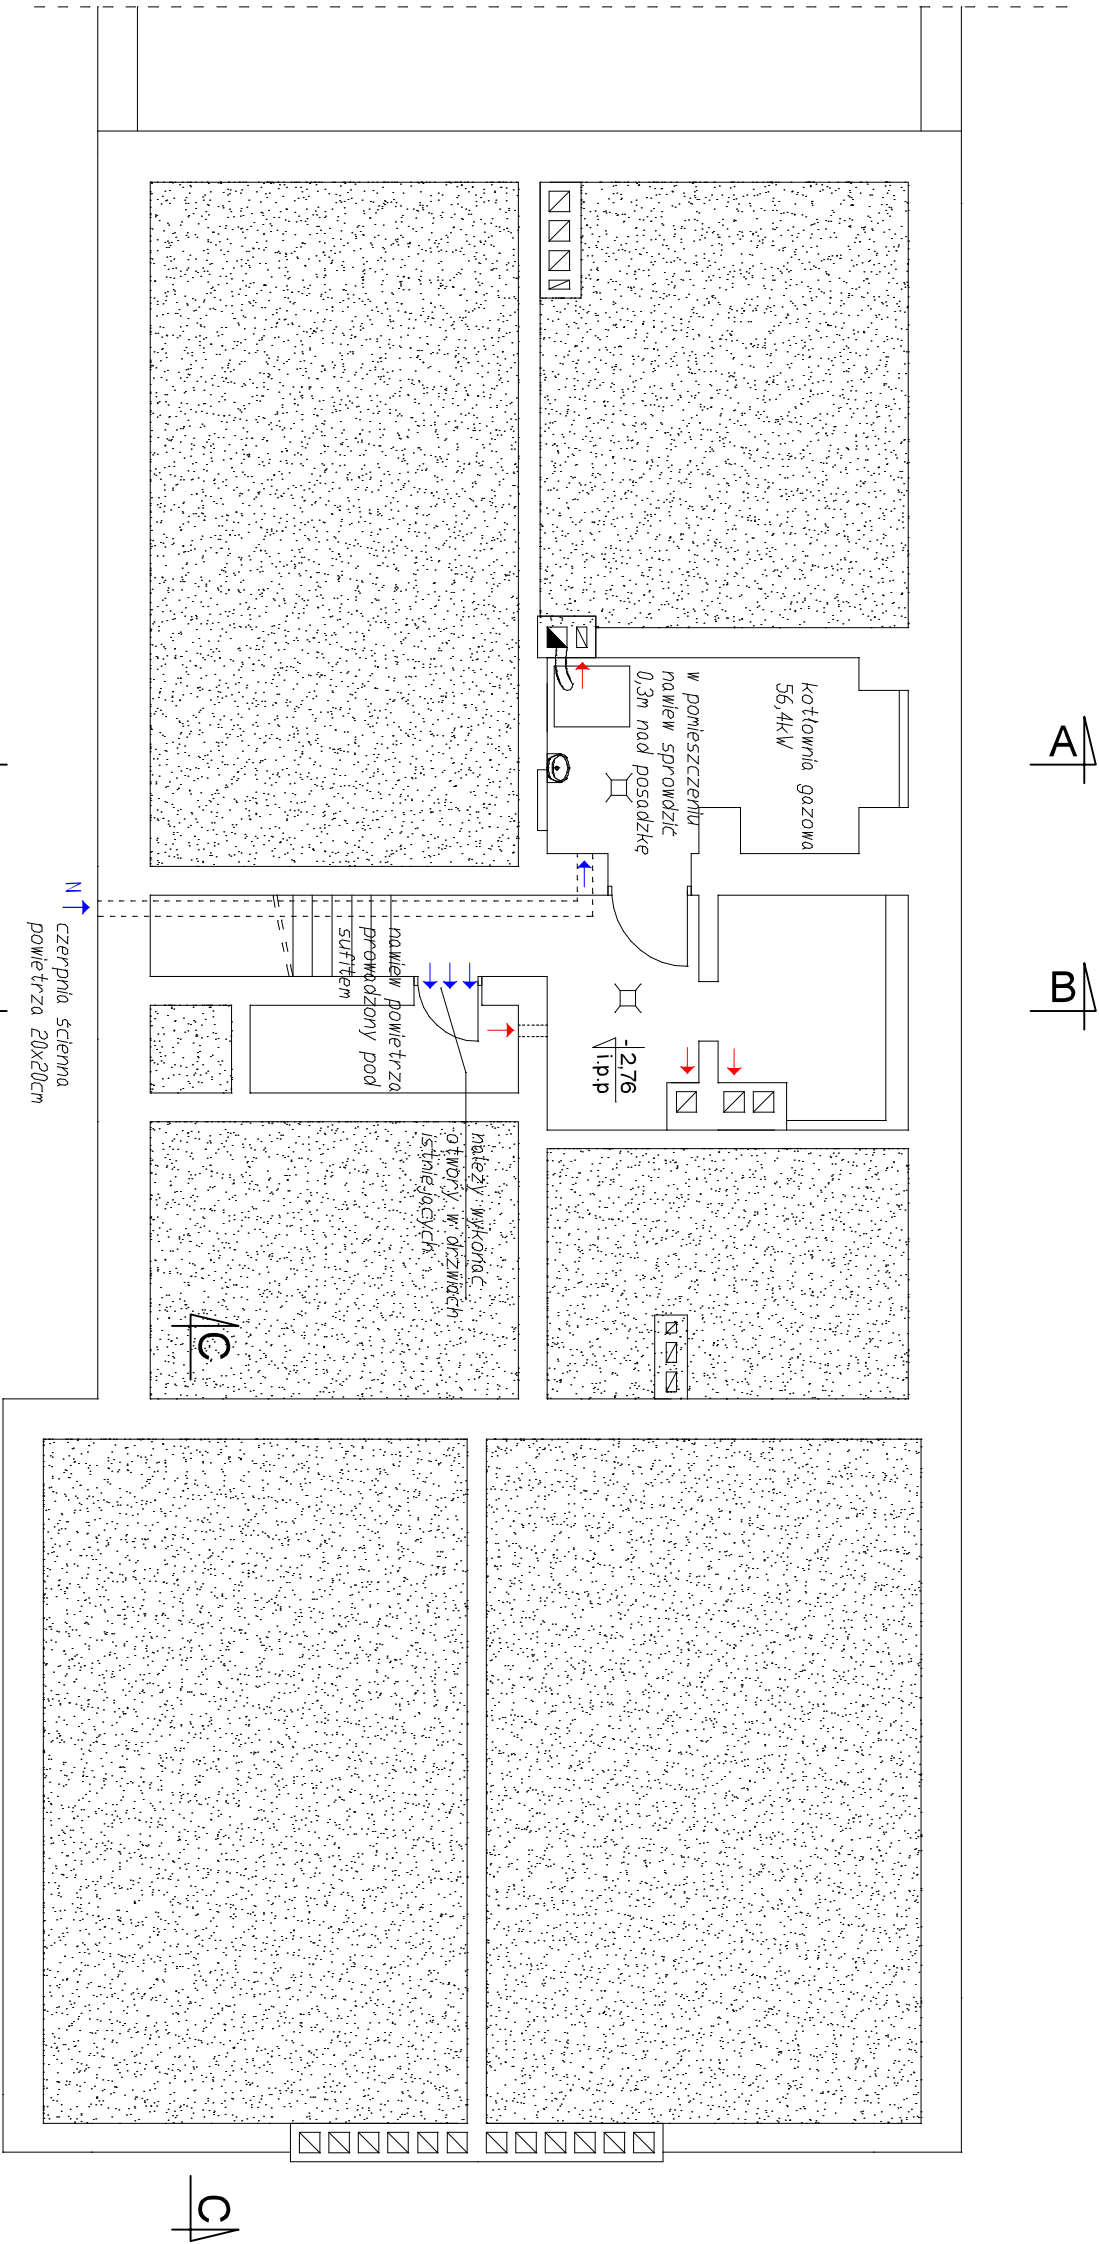 A
B
kotłownia gazowa
56,4kW
w pomieszczeniu
nawiew sprowdzić
0,3m nad posadzkę
-2,76
i.p.p
nawiew powietrza
prowadzony pod
sufitem
należy wykonać
otwory w drzwiach
istniejących
N
czerpnia ścienna
powietrza 20x20cm
C
C